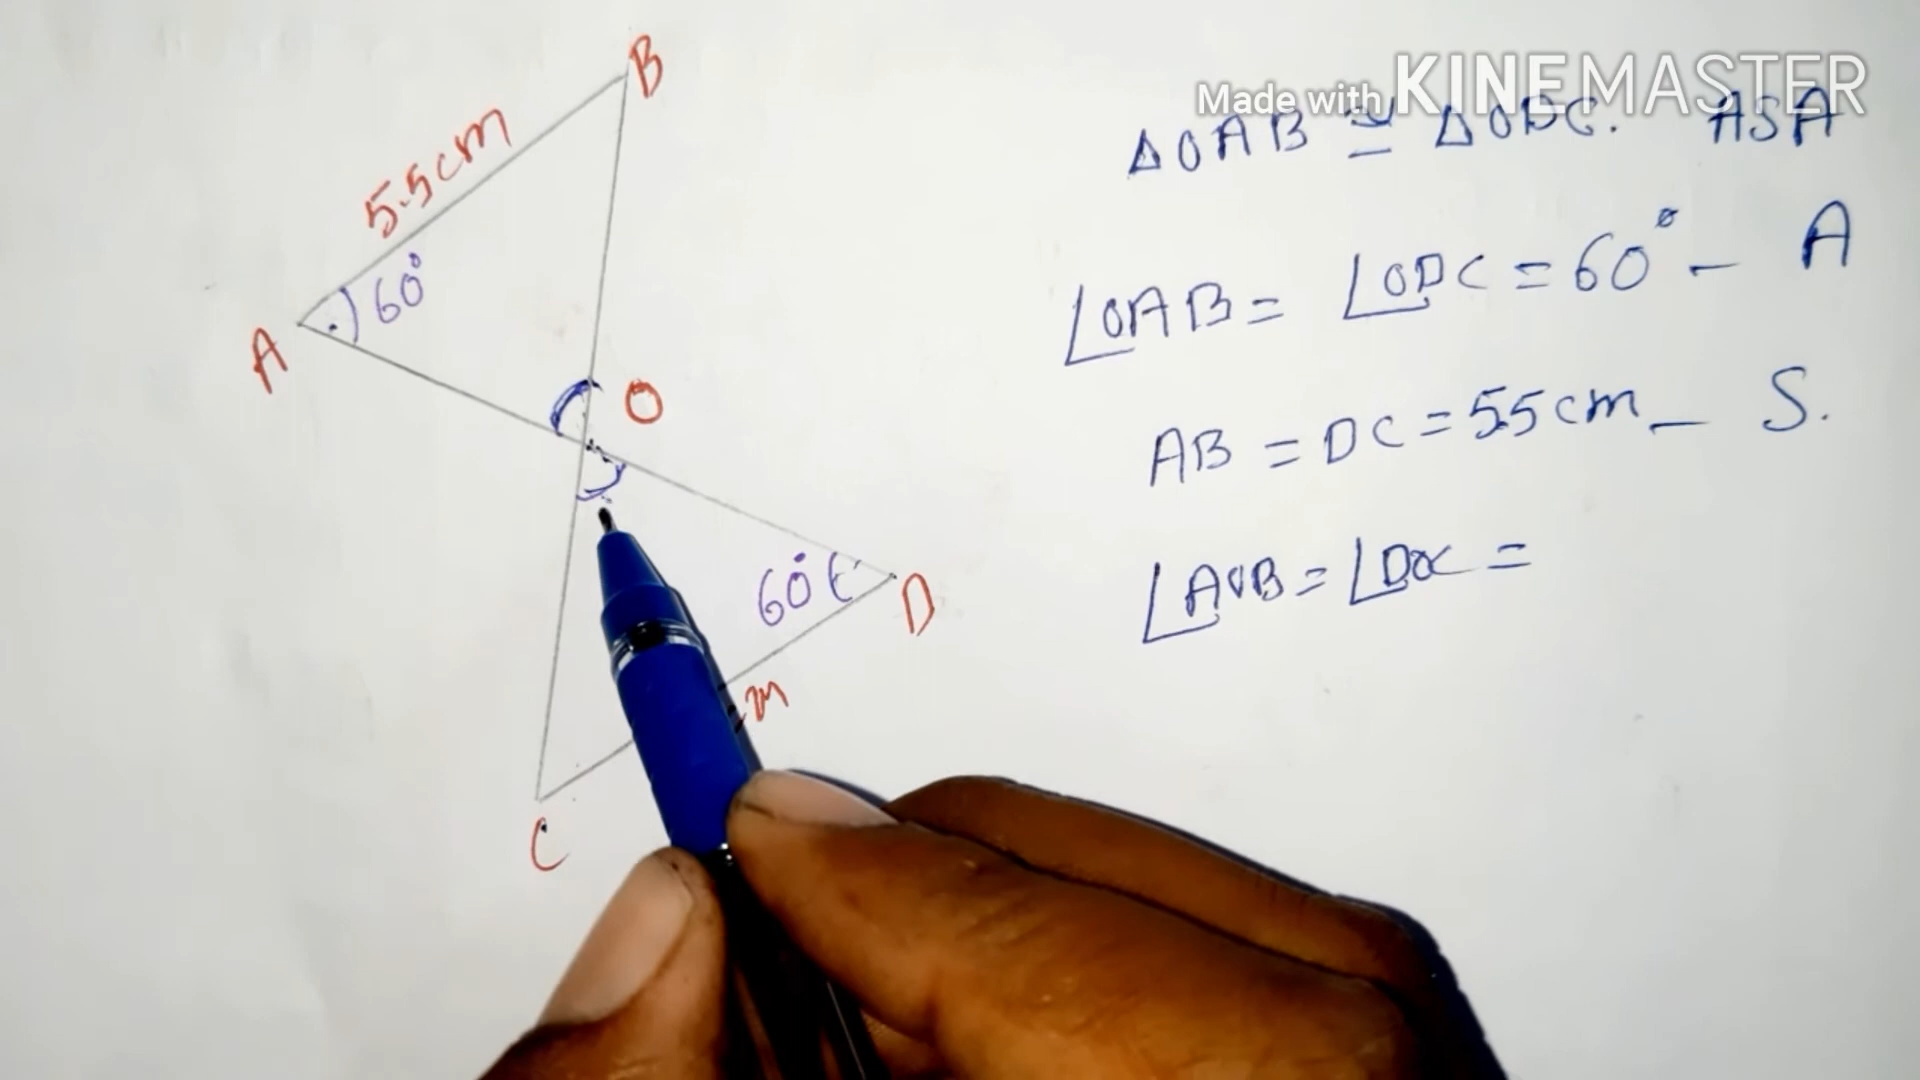 Made with KINEMASTER
B
5.5cm
60°
A
O
60°
D
m
C
△OAB ≅ △ODC. ASA
∠OAB = ∠ODC = 60° - A
AB = DC = 5.5cm - S.
∠AOB = ∠DOC =